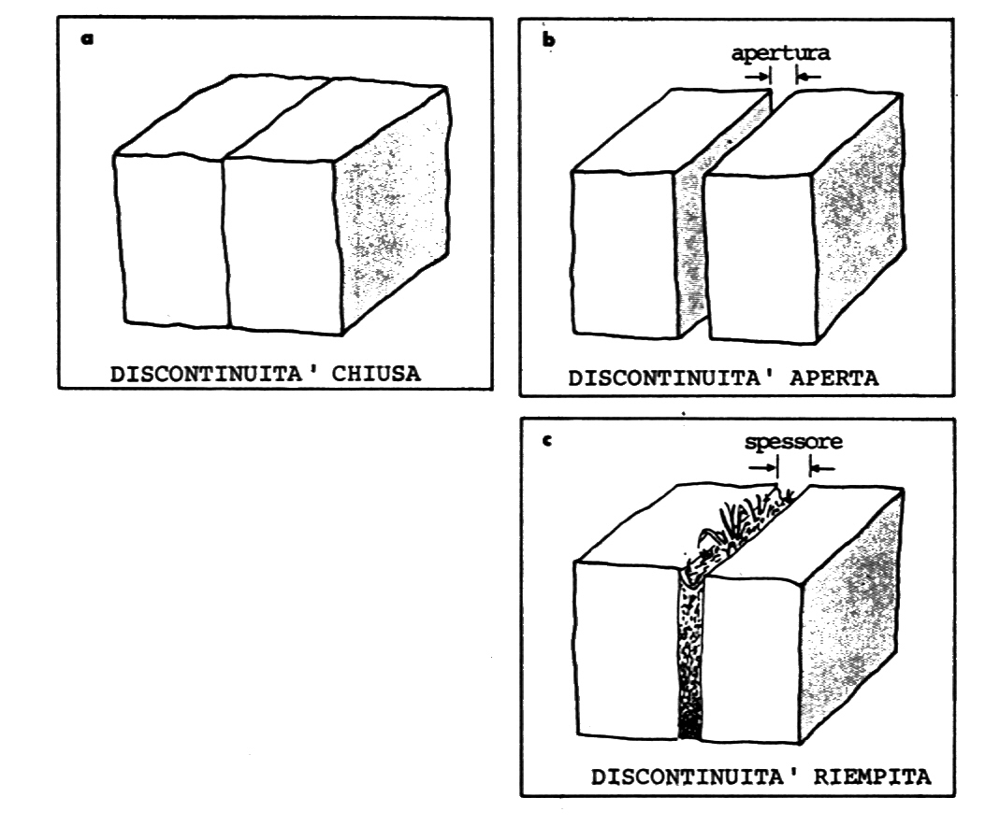 a
DISCONTINUITA' CHIUSA
b
apertura
DISCONTINUITA' APERTA
c
spessore
DISCONTINUITA' RIEMPITA